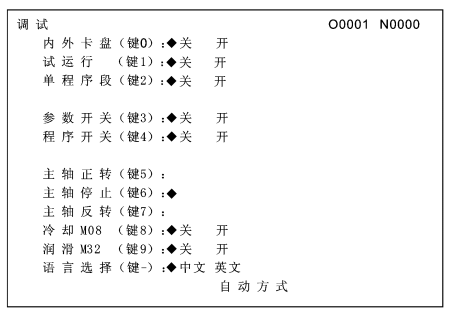 调 试 O0001 N0000
内 外 卡 盘（键0）:◆关 开
试 运 行 （键1）:◆关 开
单 程 序 段（键2）:◆关 开
参 数 开 关（键3）:◆关 开
程 序 开 关（键4）:◆关 开
主 轴 正 转（键5）:
主 轴 停 止（键6）:◆
主 轴 反 转（键7）:
冷 却 M08 （键8）:◆关 开
润 滑 M32 （键9）:◆关 开
语 言 选 择（键-）:◆中文 英文
自 动 方 式